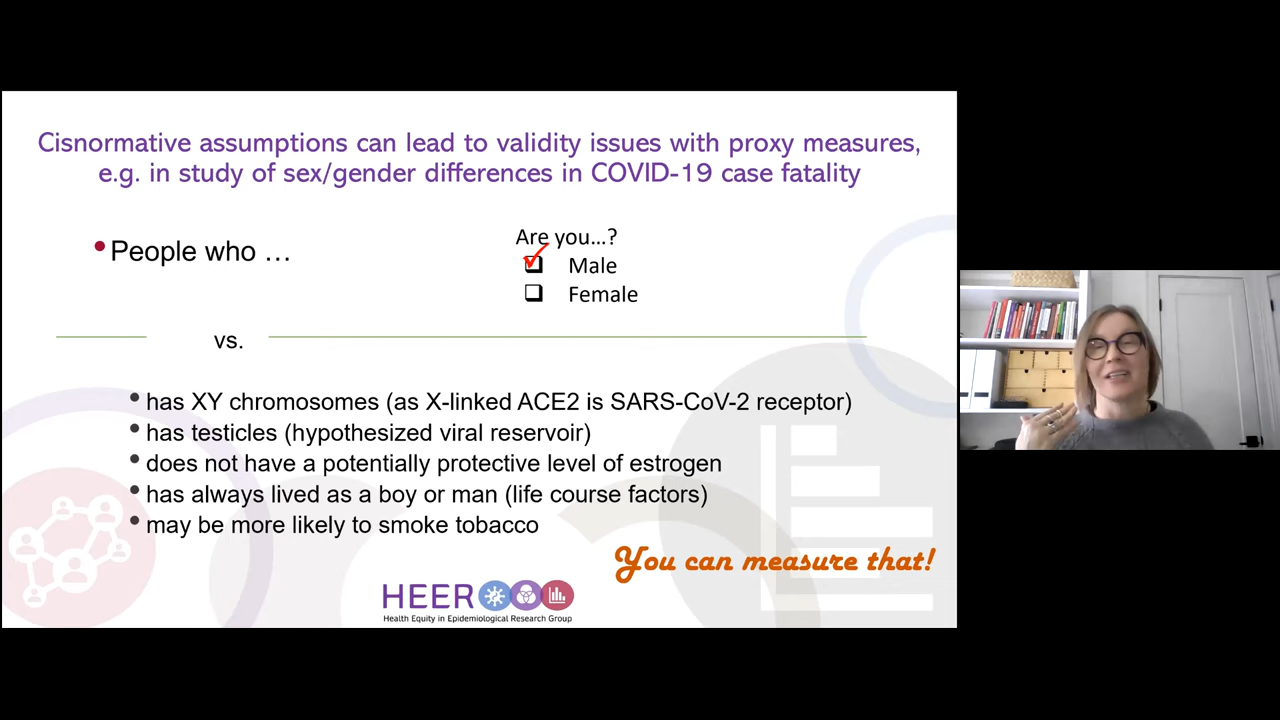 Cisnormative assumptions can lead to validity issues with proxy measures,
e.g. in study of sex/gender differences in COVID-19 case fatality
• People who …
Are you…?
Male
Female
vs.
• has XY chromosomes (as X-linked ACE2 is SARS-CoV-2 receptor)
• has testicles (hypothesized viral reservoir)
• does not have a potentially protective level of estrogen
• has always lived as a boy or man (life course factors)
• may be more likely to smoke tobacco
You can measure that!
HEER
Health Equity in Epidemiological Research Group